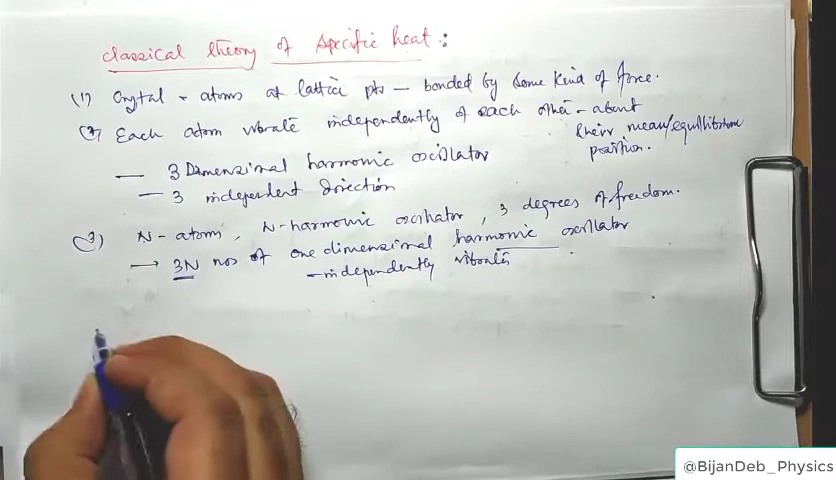 classical theory of specific heat :
(1) Crystal - atoms at lattice pts - bonded by some kind of force.
(2) Each atom vibrate independently of each other - about
their mean/equilibrium
position.
— 3 Dimensional harmonic oscillator
— 3 independent direction
(3) N-atoms, N-harmonic oscillator, 3 degrees of freedom.
→ 3N nos of one dimensional harmonic oscillator
- independently vibrate
@BijanDeb_Physics